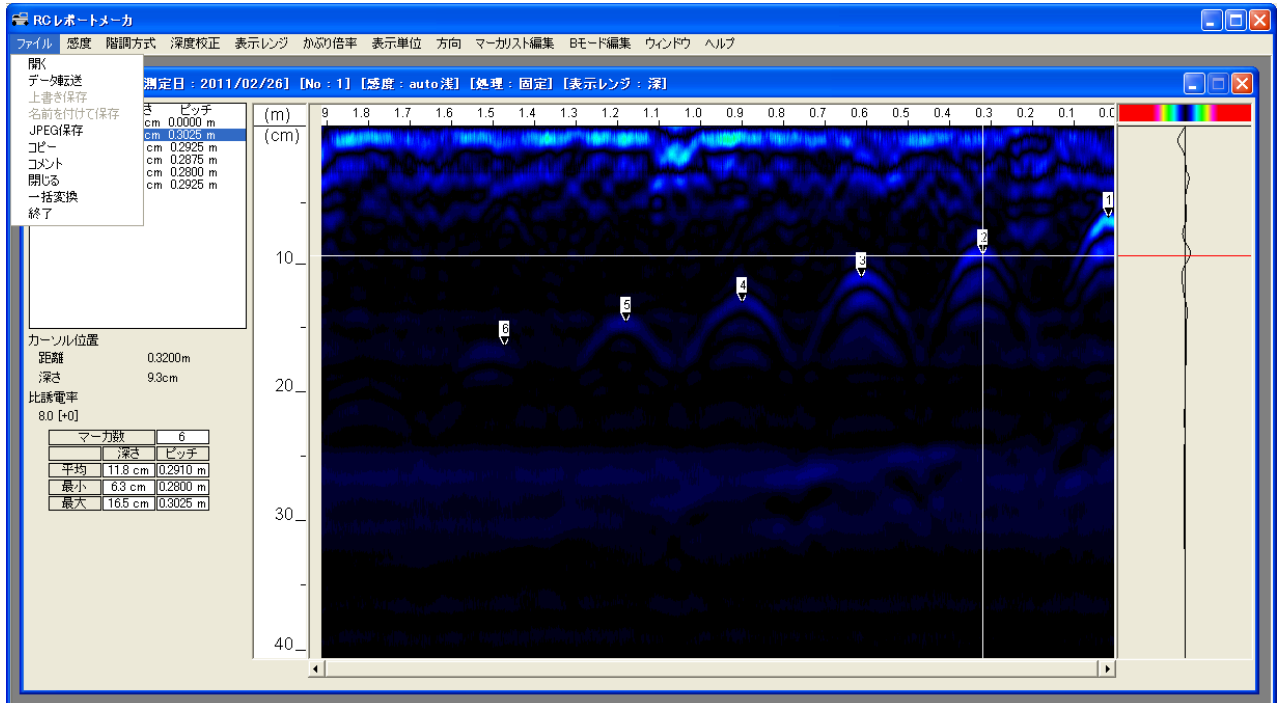 RCレポートメーカ
ファイル 感度 階調方式 深度校正 表示レンジ かぶり倍率 表示単位 方向 マーカリスト編集 Bモード編集 ウィンドウ ヘルプ
開く
データ転送
上書き保存
名前を付けて保存
JPEG保存
コピー
コメント
閉じる
一括変換
終了
測定日：2011/02/26] [No：1] [感度：auto浅] [処理：固定] [表示レンジ：深]
さ ピッチ
cm 0.0000 m
cm 0.3025 m
cm 0.2925 m
cm 0.2875 m
cm 0.2800 m
cm 0.2925 m
(m) 9 1.8 1.7 1.6 1.5 1.4 1.3 1.2 1.1 1.0 0.9 0.8 0.7 0.6 0.5 0.4 0.3 0.2 0.1 0.0
(cm)
1
2
3
4
5
6
10
20
30
40
カーソル位置
距離 0.3200m
深さ 9.3cm
比誘電率
8.0 [+0]
マーカ数 6
深さ ピッチ
平均 11.8 cm 0.2910 m
最小 6.3 cm 0.2800 m
最大 16.5 cm 0.3025 m